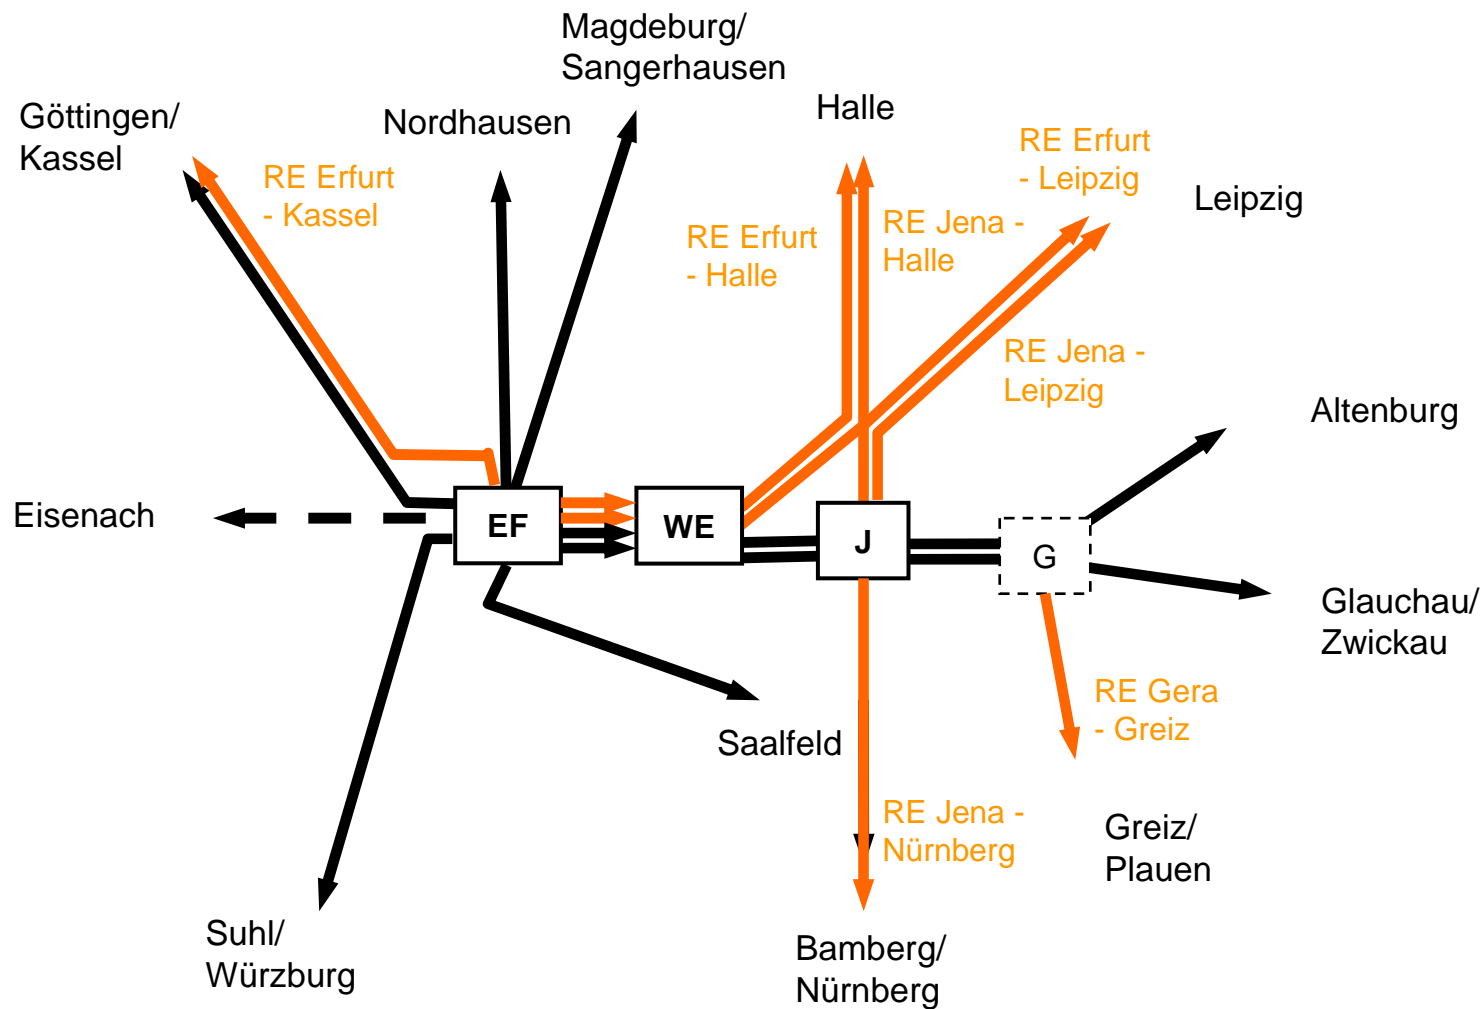 Magdeburg/
Sangerhausen
Göttingen/
Kassel
Nordhausen
Halle
RE Erfurt
- Kassel
RE Erfurt
- Leipzig
Leipzig
RE Erfurt
- Halle
RE Jena -
Halle
RE Jena -
Leipzig
Altenburg
Eisenach
EF
WE
J
G
Glauchau/
Zwickau
RE Gera
- Greiz
Saalfeld
RE Jena -
Nürnberg
Greiz/
Plauen
Suhl/
Würzburg
Bamberg/
Nürnberg